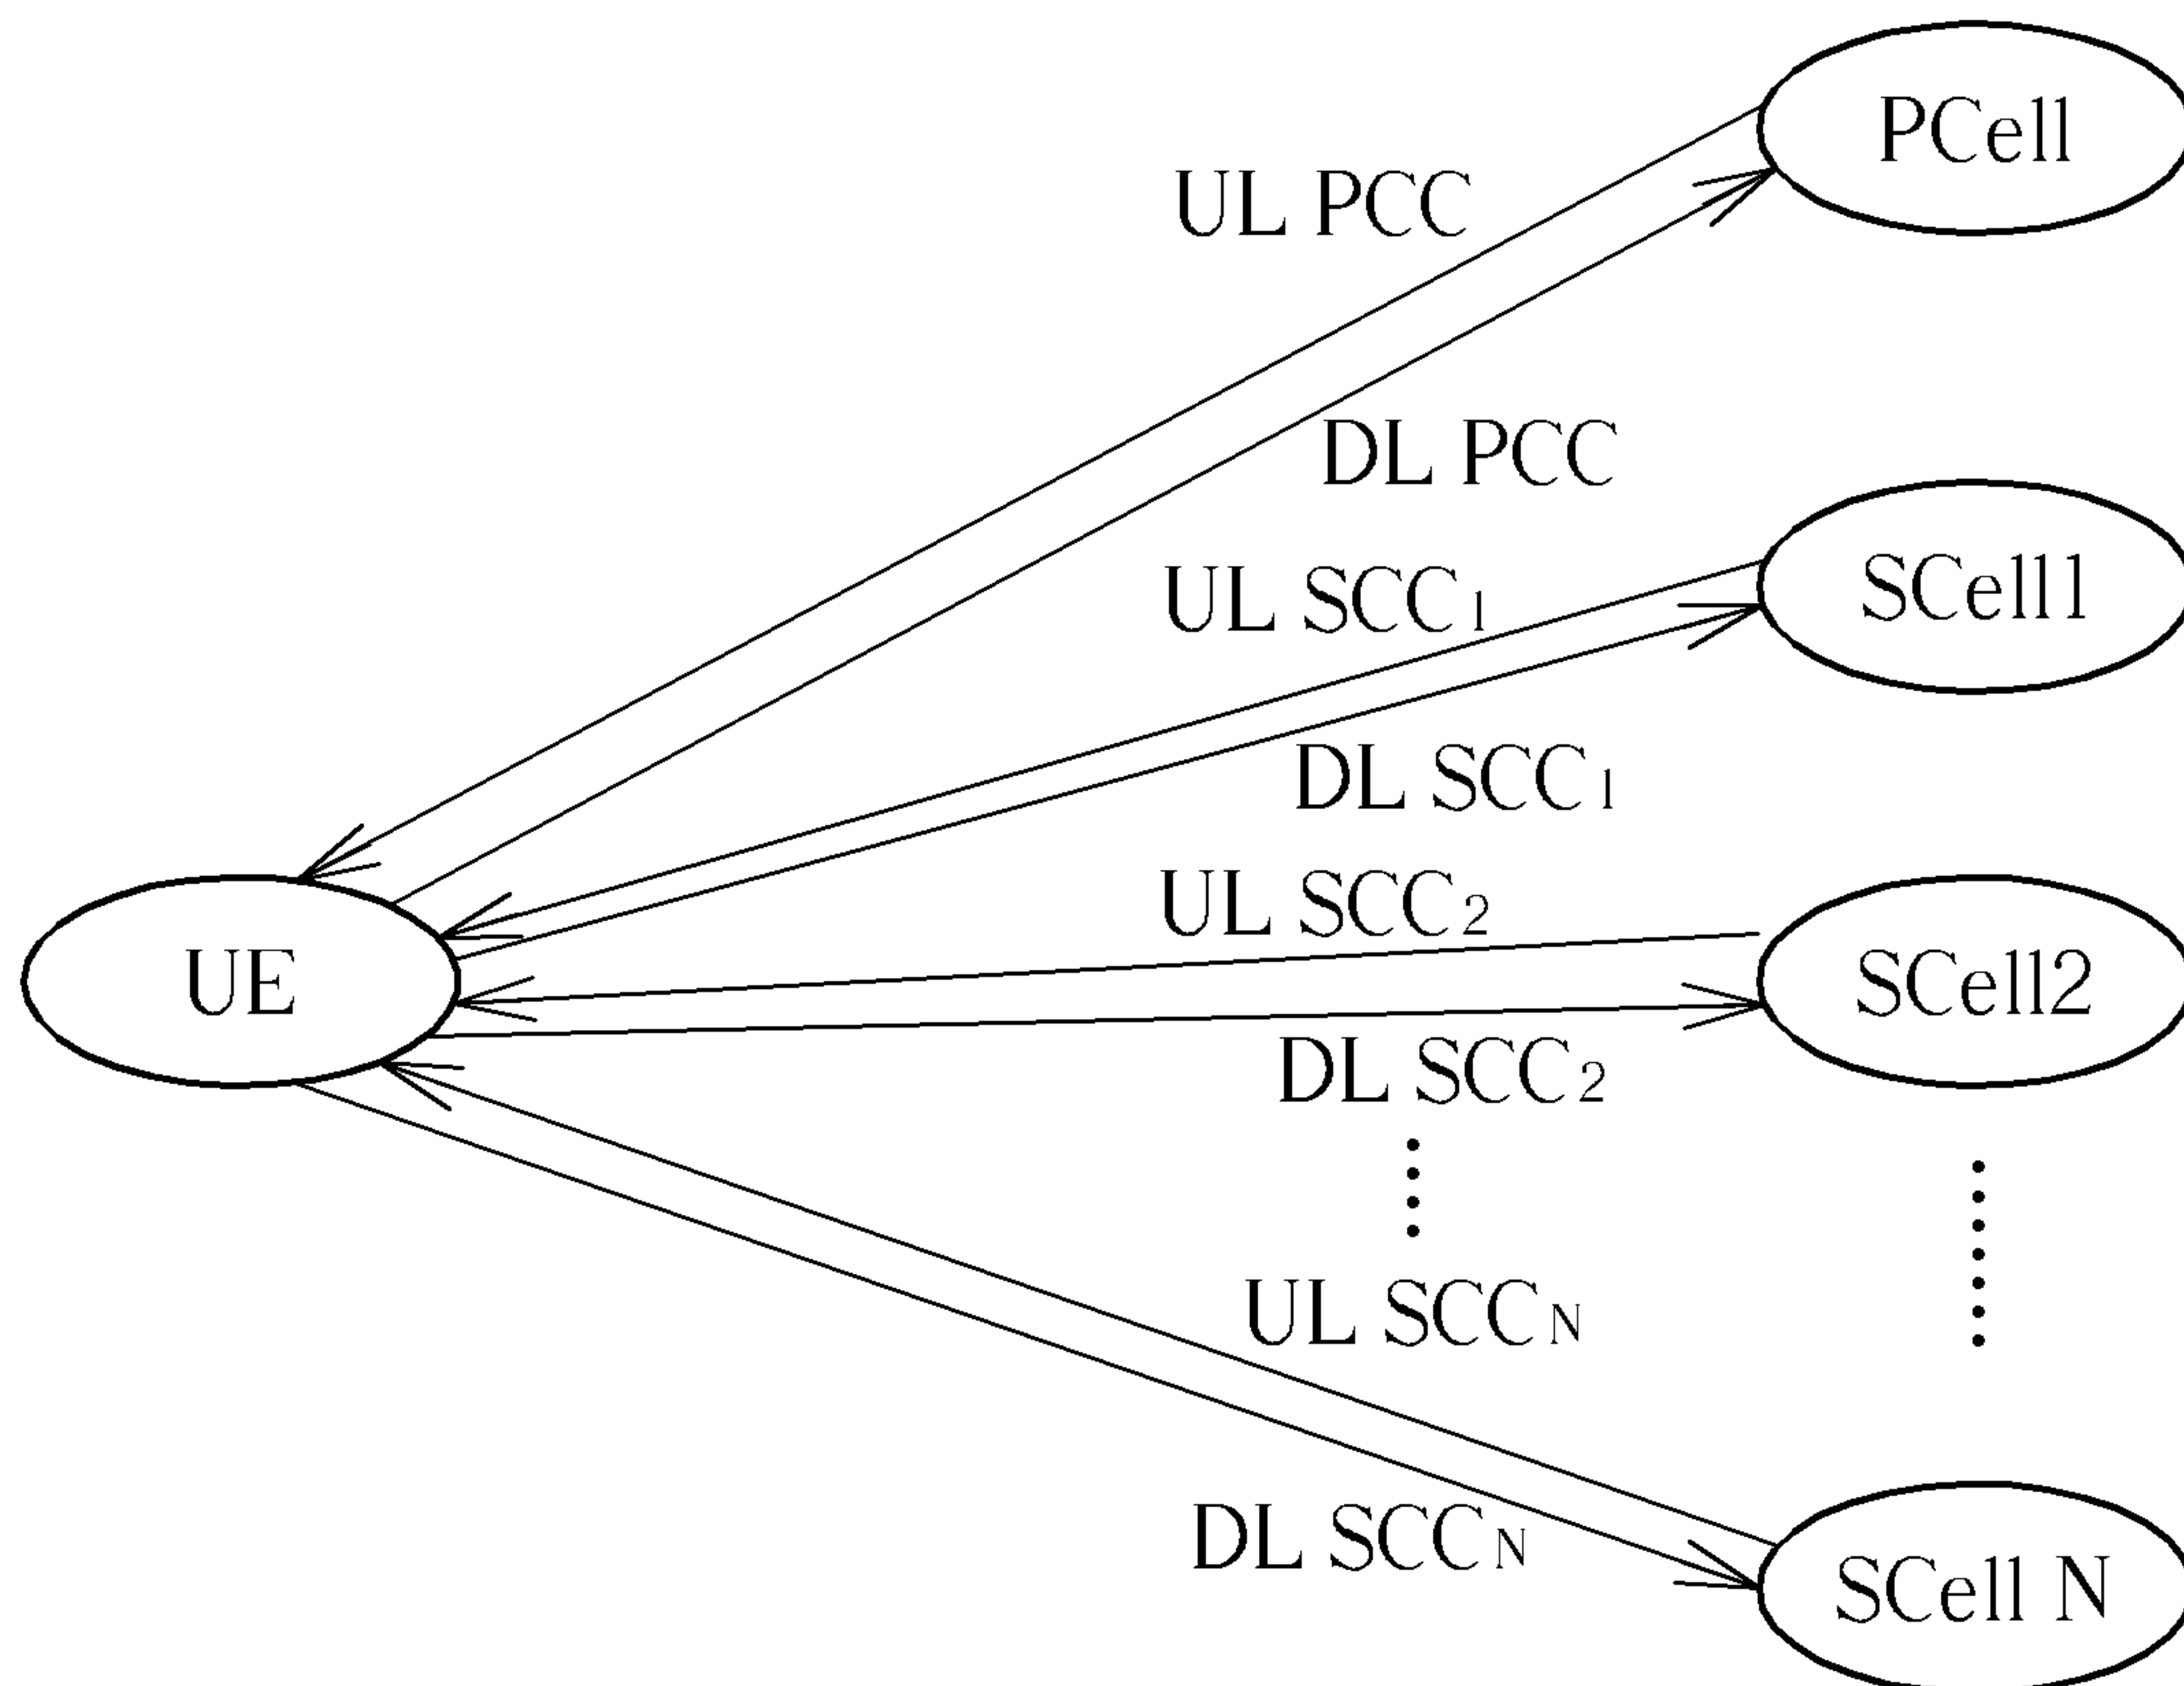 PCell
UL PCC
DL PCC
UL SCC1
SCell1
DL SCC1
UL SCC2
UE
SCell2
DL SCC2
UL SCCN
DL SCCN
SCell N